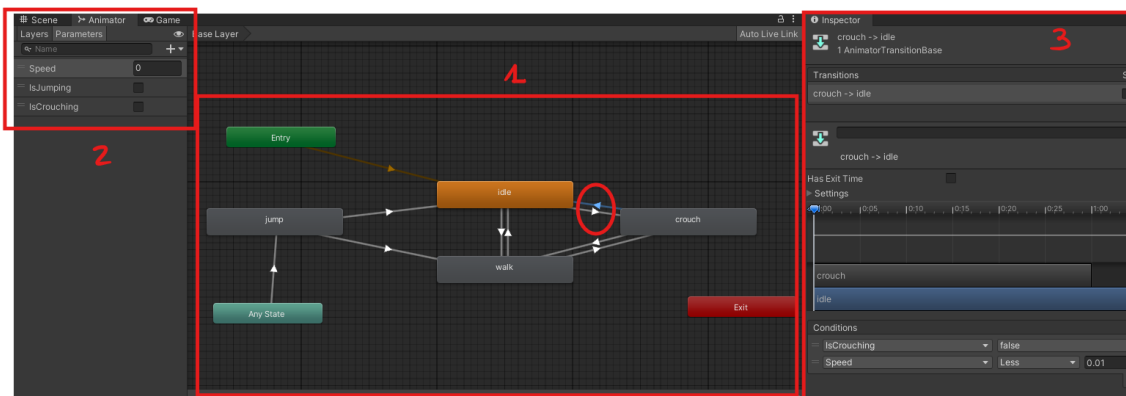 Scene Animator Game
Layers Parameters
Name
Speed 0
IsJumping
IsCrouching
2
Base Layer Auto Live Link
1
Entry
idle
jump
crouch
walk
Any State
Exit
Inspector
3
crouch -> idle
1 AnimatorTransitionBase
Transitions S
crouch -> idle
crouch -> idle
Has Exit Time
Settings
0:00 0:05 0:10 0:15 0:20 0:25 1:00
crouch
idle
Conditions
IsCrouching false
Speed Less 0.01